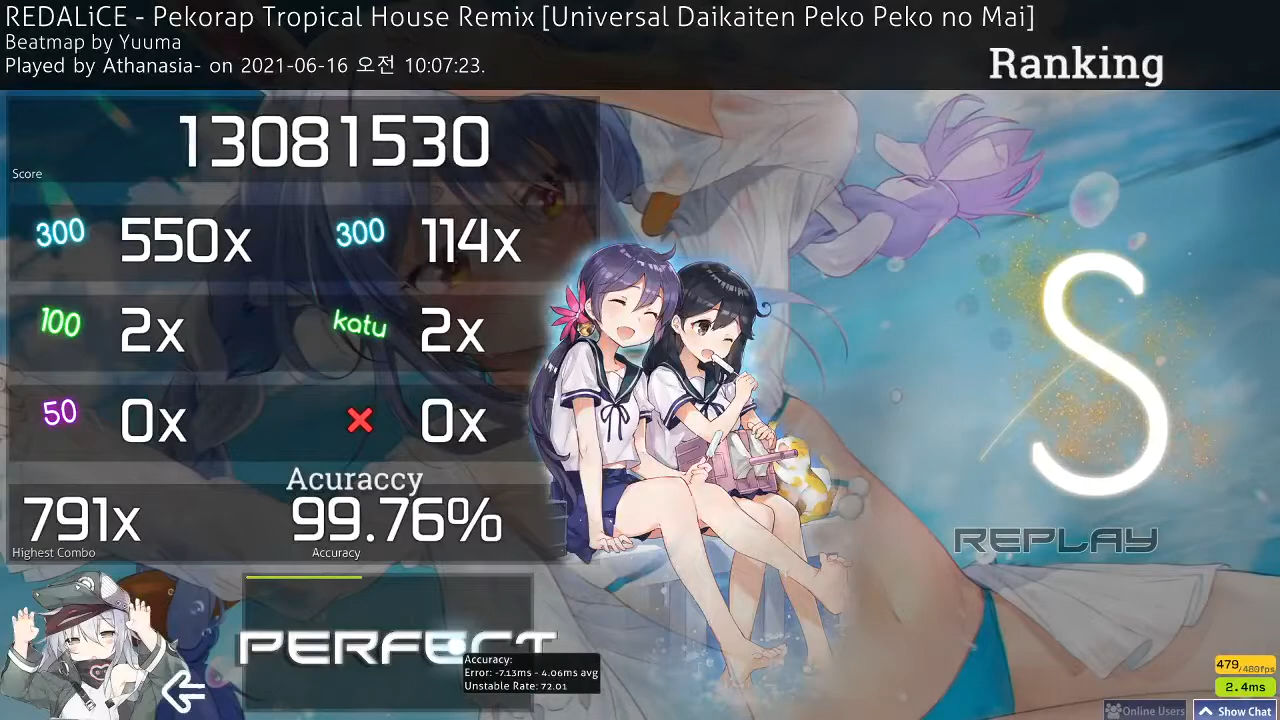 REDALiCE - Pekorap Tropical House Remix [Universal Daikaiten Peko Peko no Mai]
Beatmap by Yuuma
Played by Athanasia- on 2021-06-16 오전 10:07:23.
Ranking
13081530
Score
300 550x 300 114x
100 2x katu 2x
50 0x 0x
Acuraccy
791x 99.76%
Highest Combo Accuracy
S
REPLAY
PERFECT
Accuracy:
Error: -7.13ms - 4.06ms avg
Unstable Rate: 72.01
479/480fps
2.4ms
Online Users Show Chat